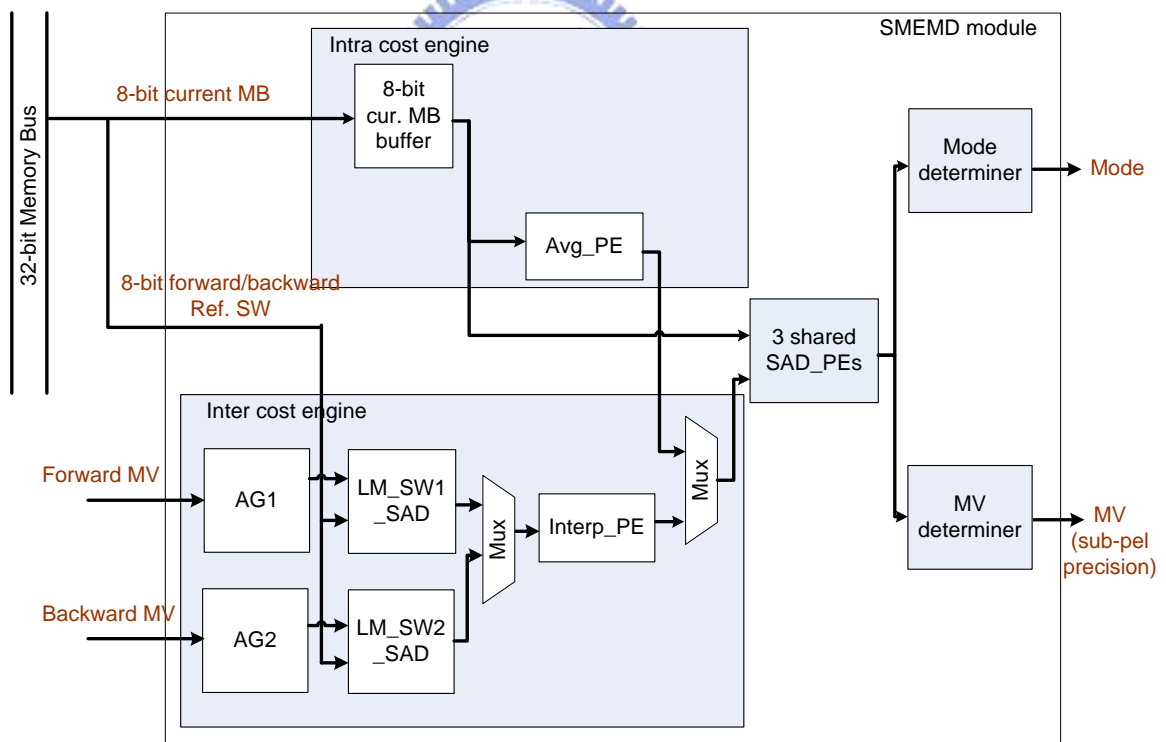 SMEMD module
Intra cost engine
8-bit current MB
8-bit
cur. MB
buffer
32-bit Memory Bus
Mode
determiner
Mode
Avg_PE
8-bit forward/backward
Ref. SW
3 shared
SAD_PEs
Inter cost engine
Forward MV
AG1
LM_SW1
_SAD
Mux
Interp_PE
Mux
MV
determiner
MV
(sub-pel
precision)
Backward MV
AG2
LM_SW2
_SAD